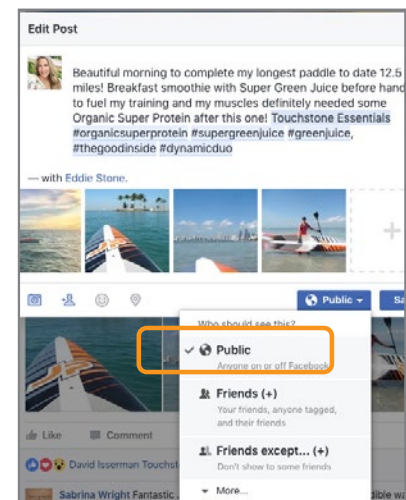 Edit Post
Beautiful morning to complete my longest paddle to date 12.5
miles! Breakfast smoothie with Super Green Juice before hand
to fuel my training and my muscles definitely needed some
Organic Super Protein after this one! Touchstone Essentials
#organicsuperprotein #supergreenjuice #greenjuice,
#thegoodinside #dynamicduo
— with Eddie Stone.
Public
Sa
Who should see this?
Public
Anyone on or off Facebook
Friends (+)
Your friends, anyone tagged,
and their friends
Like Comment
Friends except... (+)
Don't show to some friends
David Isserman Touchst
More...
Sabrina Wright Fantastic